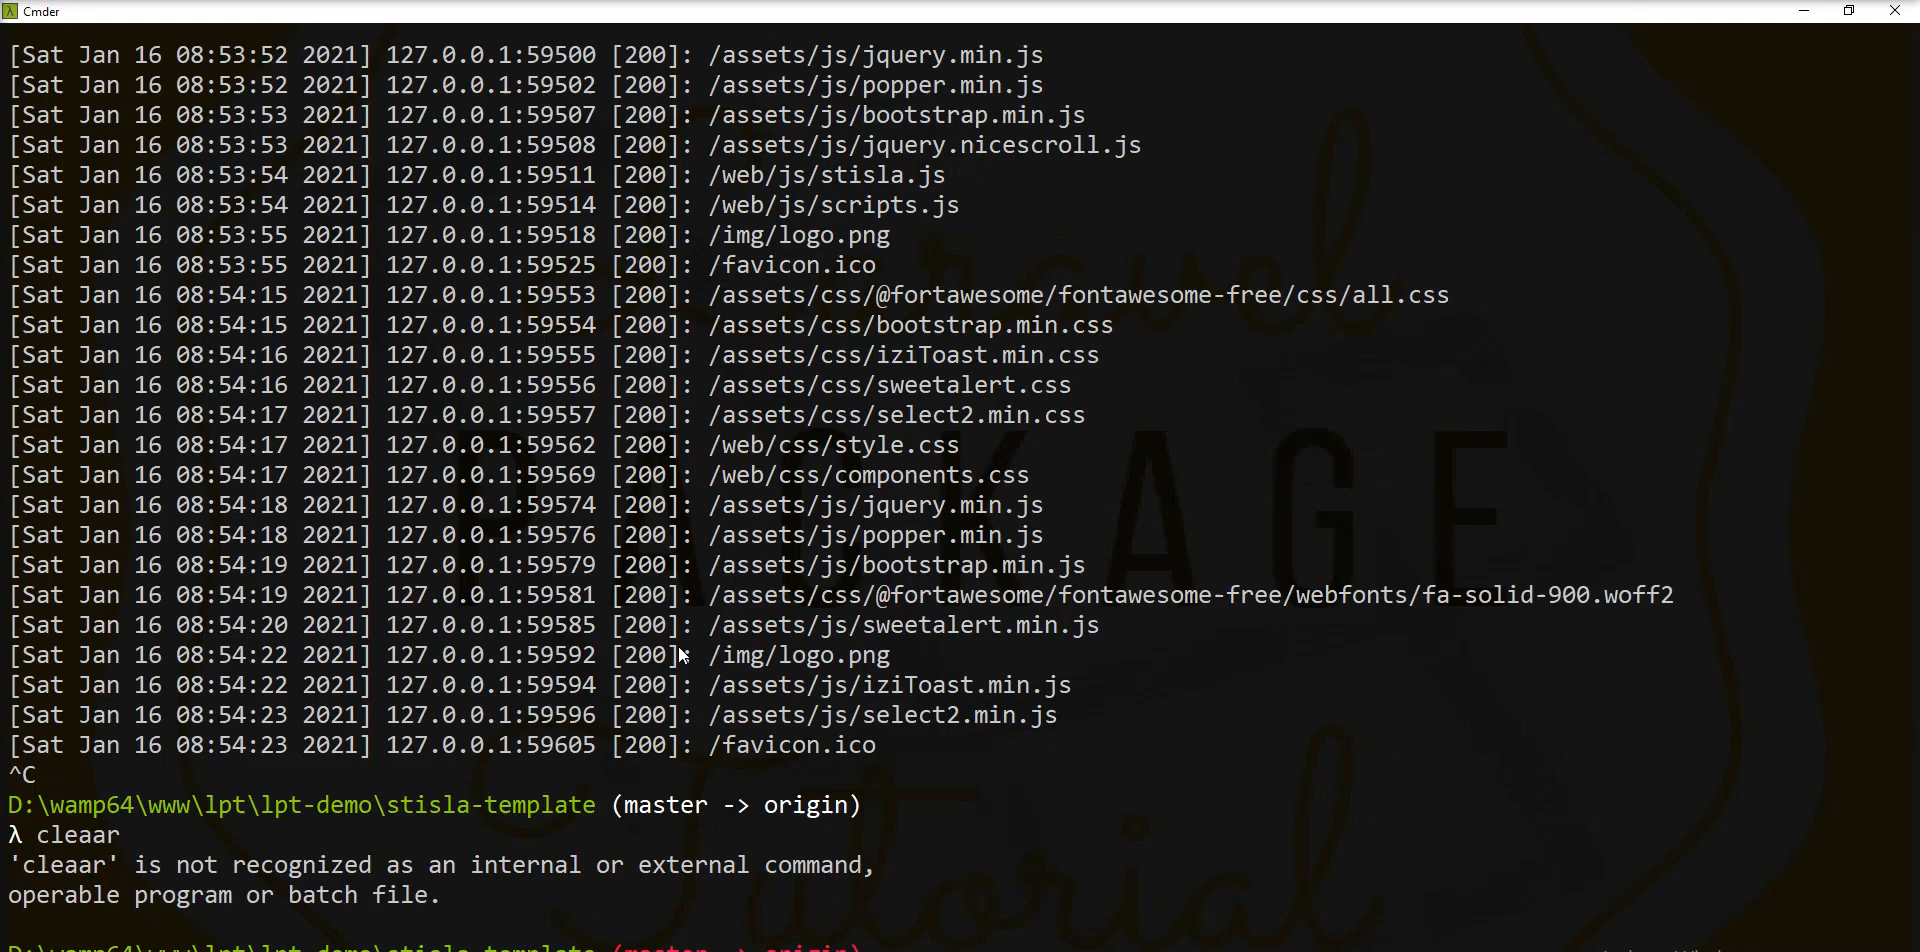 Cmder
[Sat Jan 16 08:53:52 2021] 127.0.0.1:59500 [200]: /assets/js/jquery.min.js
[Sat Jan 16 08:53:52 2021] 127.0.0.1:59502 [200]: /assets/js/popper.min.js
[Sat Jan 16 08:53:53 2021] 127.0.0.1:59507 [200]: /assets/js/bootstrap.min.js
[Sat Jan 16 08:53:53 2021] 127.0.0.1:59508 [200]: /assets/js/jquery.nicescroll.js
[Sat Jan 16 08:53:54 2021] 127.0.0.1:59511 [200]: /web/js/stisla.js
[Sat Jan 16 08:53:54 2021] 127.0.0.1:59514 [200]: /web/js/scripts.js
[Sat Jan 16 08:53:55 2021] 127.0.0.1:59518 [200]: /img/logo.png
[Sat Jan 16 08:53:55 2021] 127.0.0.1:59525 [200]: /favicon.ico
[Sat Jan 16 08:54:15 2021] 127.0.0.1:59553 [200]: /assets/css/@fortawesome/fontawesome-free/css/all.css
[Sat Jan 16 08:54:15 2021] 127.0.0.1:59554 [200]: /assets/css/bootstrap.min.css
[Sat Jan 16 08:54:16 2021] 127.0.0.1:59555 [200]: /assets/css/iziToast.min.css
[Sat Jan 16 08:54:16 2021] 127.0.0.1:59556 [200]: /assets/css/sweetalert.css
[Sat Jan 16 08:54:17 2021] 127.0.0.1:59557 [200]: /assets/css/select2.min.css
[Sat Jan 16 08:54:17 2021] 127.0.0.1:59562 [200]: /web/css/style.css
[Sat Jan 16 08:54:17 2021] 127.0.0.1:59569 [200]: /web/css/components.css
[Sat Jan 16 08:54:18 2021] 127.0.0.1:59574 [200]: /assets/js/jquery.min.js
[Sat Jan 16 08:54:18 2021] 127.0.0.1:59576 [200]: /assets/js/popper.min.js
[Sat Jan 16 08:54:19 2021] 127.0.0.1:59579 [200]: /assets/js/bootstrap.min.js
[Sat Jan 16 08:54:19 2021] 127.0.0.1:59581 [200]: /assets/css/@fortawesome/fontawesome-free/webfonts/fa-solid-900.woff2
[Sat Jan 16 08:54:20 2021] 127.0.0.1:59585 [200]: /assets/js/sweetalert.min.js
[Sat Jan 16 08:54:22 2021] 127.0.0.1:59592 [200]: /img/logo.png
[Sat Jan 16 08:54:22 2021] 127.0.0.1:59594 [200]: /assets/js/iziToast.min.js
[Sat Jan 16 08:54:23 2021] 127.0.0.1:59596 [200]: /assets/js/select2.min.js
[Sat Jan 16 08:54:23 2021] 127.0.0.1:59605 [200]: /favicon.ico
^C
D:\wamp64\www\lpt\lpt-demo\stisla-template (master -> origin)
λ cleaar
'cleaar' is not recognized as an internal or external command,
operable program or batch file.
D:\wamp64\www\lpt\lpt-demo\stisla-template (master -> origin)